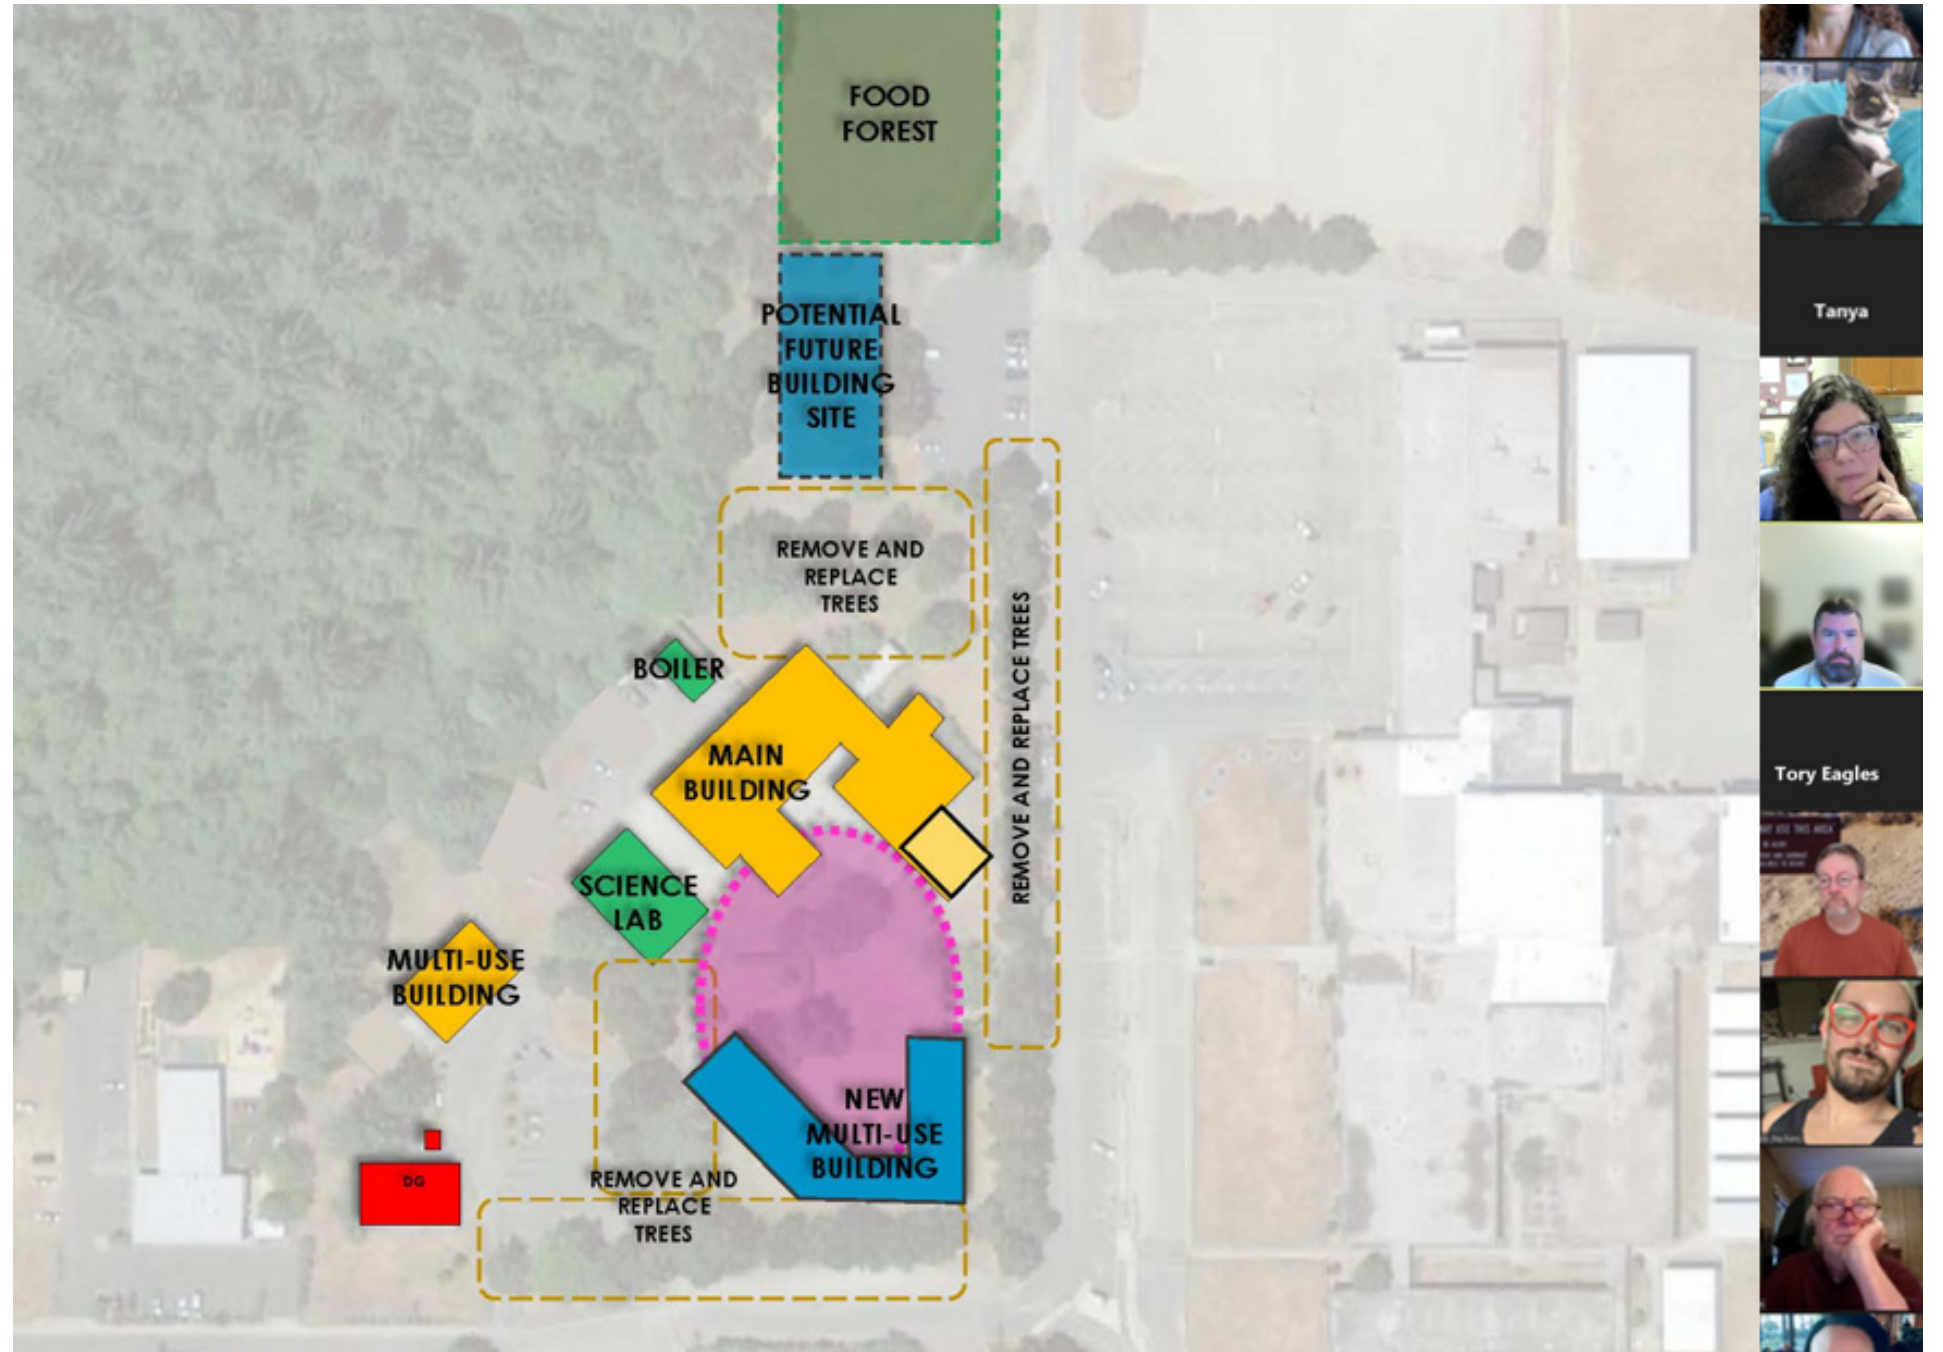 FOOD
FOREST
POTENTIAL
FUTURE
BUILDING
SITE
REMOVE AND
REPLACE
TREES
REMOVE AND REPLACE TREES
BOILER
MAIN
BUILDING
SCIENCE
LAB
MULTI-USE
BUILDING
NEW
MULTI-USE
BUILDING
DG
REMOVE AND
REPLACE
TREES
Tanya
Tory Eagles